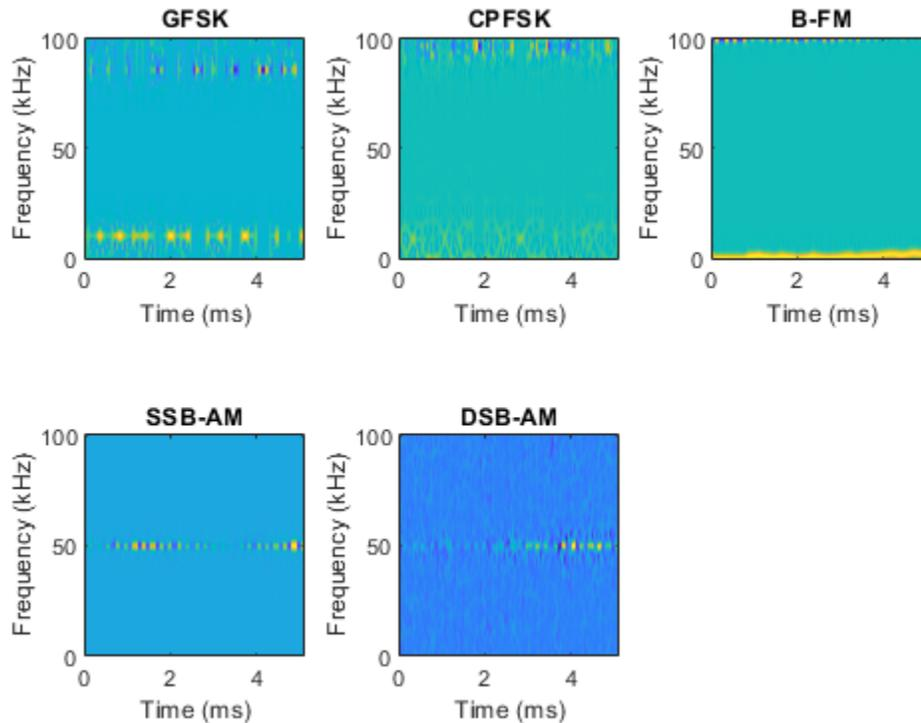 GFSK CPFSK B-FM
100 100 100
Frequency (kHz) Frequency (kHz) Frequency (kHz)
50 50 50
0 0 0
0 2 4 0 2 4 0 2 4
Time (ms) Time (ms) Time (ms)
SSB-AM DSB-AM
100 100
Frequency (kHz) Frequency (kHz)
50 50
0 0
0 2 4 0 2 4
Time (ms) Time (ms)